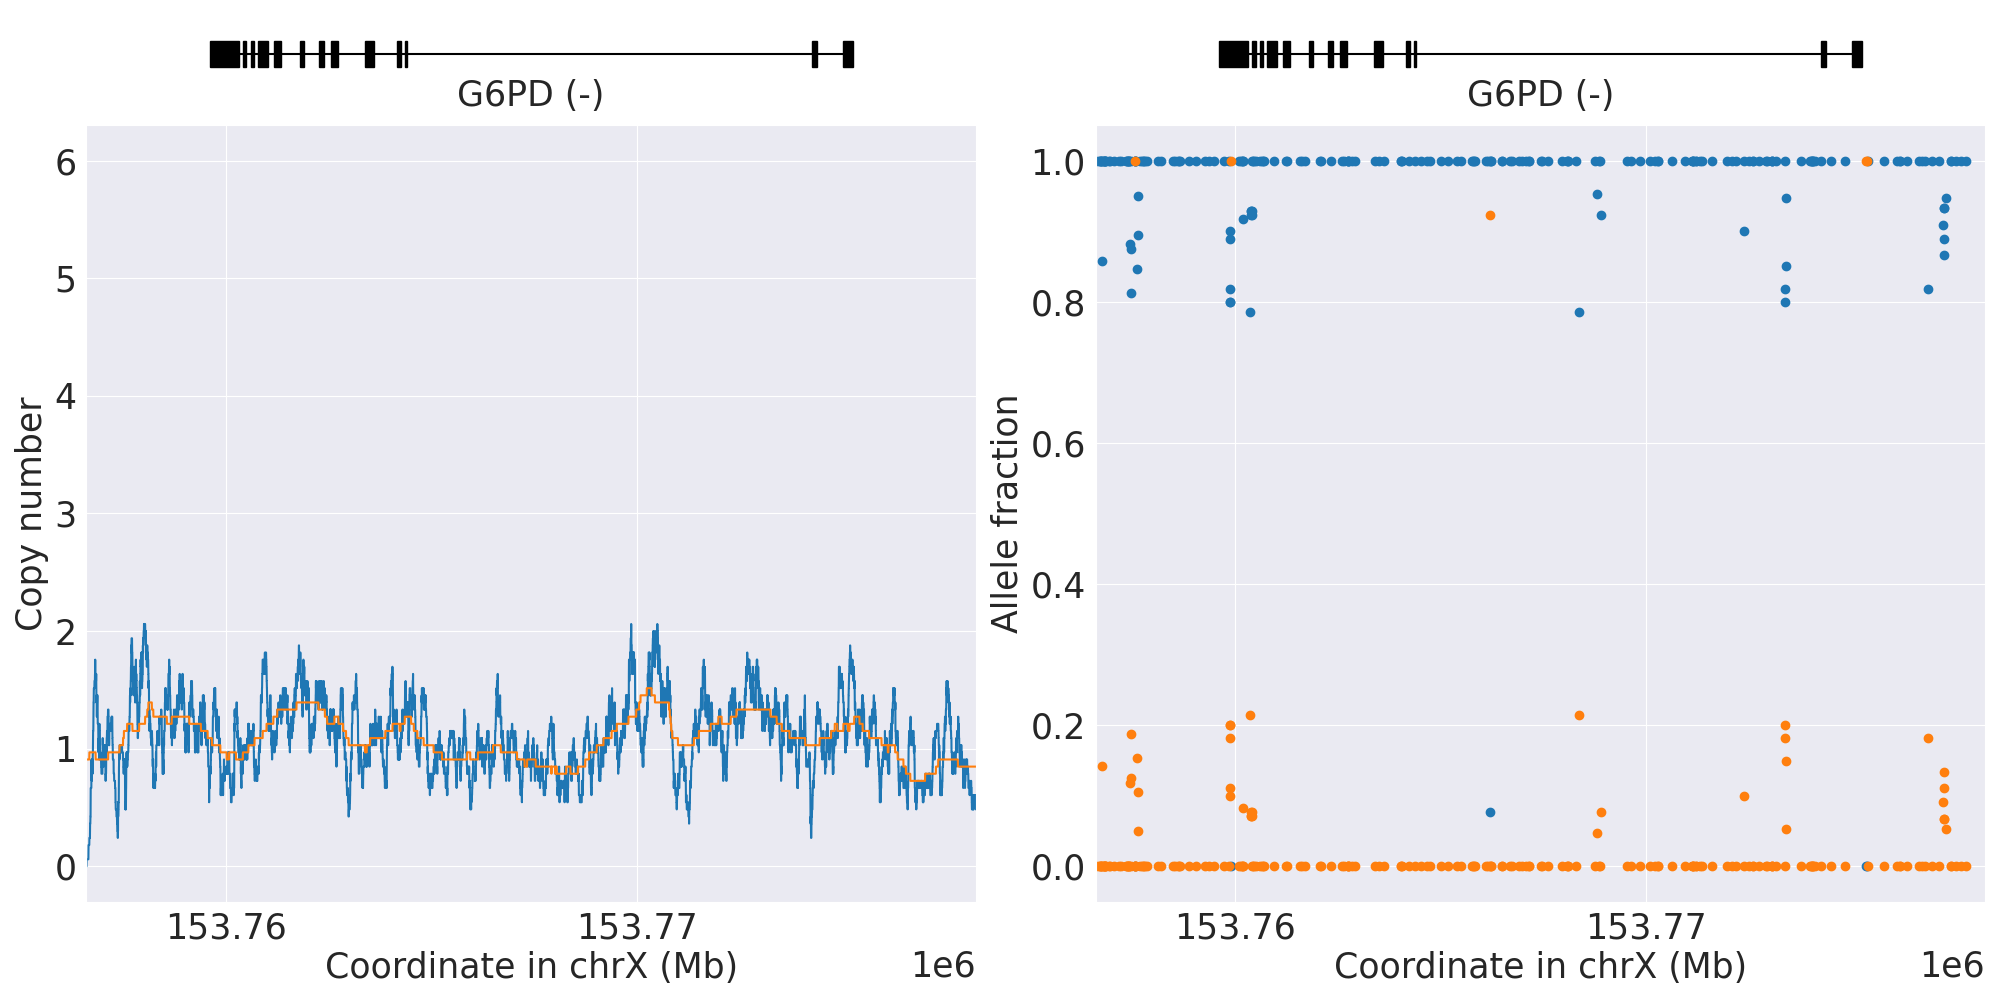 G6PD (-)
G6PD (-)
Copy number
6
5
4
3
2
1
0
153.76
153.77
Coordinate in chrX (Mb)
1e6
Allele fraction
1.0
0.8
0.6
0.4
0.2
0.0
153.76
153.77
Coordinate in chrX (Mb)
1e6